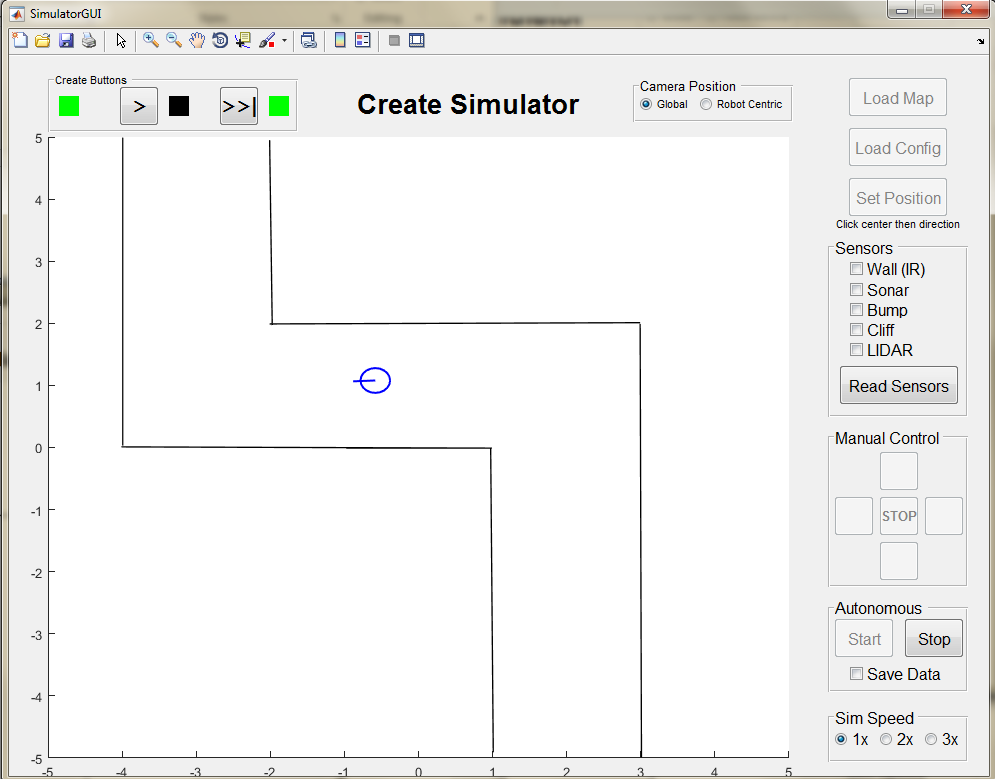 SimulatorGUI
Create Buttons
>
>>|
Create Simulator
Camera Position
Global
Robot Centric
Load Map
Load Config
Set Position
Click center then direction
Sensors
Wall (IR)
Sonar
Bump
Cliff
LIDAR
Read Sensors
Manual Control
STOP
Autonomous
Start
Stop
Save Data
Sim Speed
1x 2x 3x
5
4
3
2
1
0
-1
-2
-3
-4
-5
-5 -4 -3 -2 -1 0 1 2 3 4 5